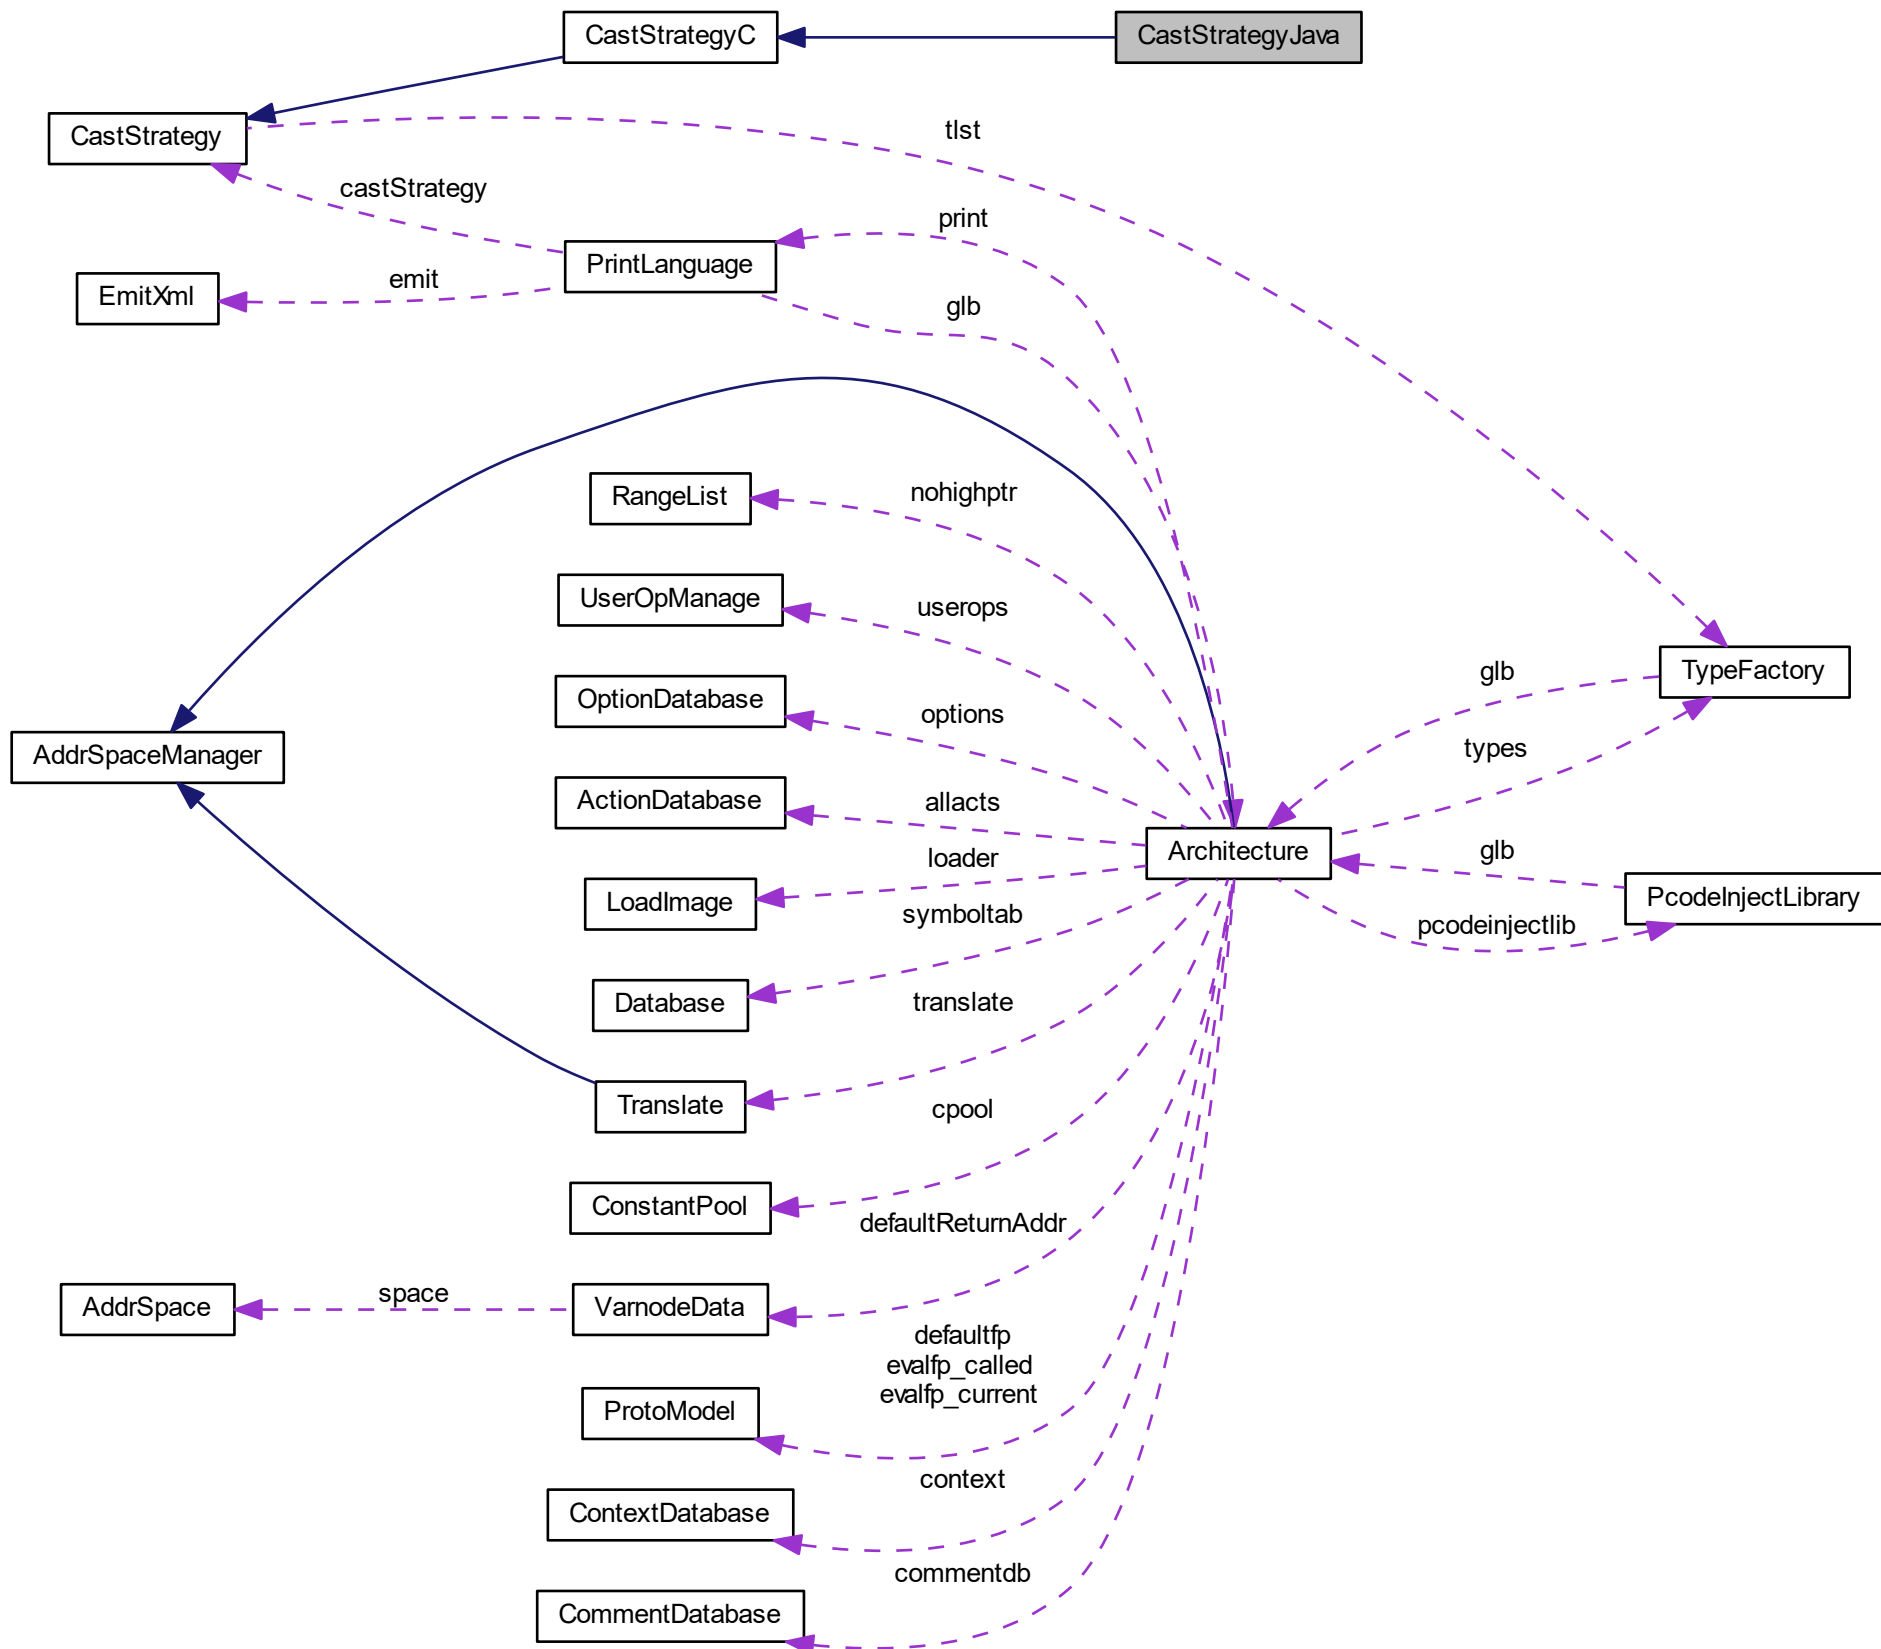 CastStrategyC
CastStrategyJava
CastStrategy
tlst
castStrategy
print
PrintLanguage
EmitXml
emit
glb
RangeList
nohighptr
UserOpManage
userops
TypeFactory
glb
OptionDatabase
options
AddrSpaceManager
types
ActionDatabase
allacts
Architecture
glb
loader
LoadImage
PcodeInjectLibrary
symboltab
pcodeinjectlib
Database
translate
Translate
cpool
ConstantPool
defaultReturnAddr
AddrSpace
space
VarnodeData
defaultfp
evalfp_called
evalfp_current
ProtoModel
context
ContextDatabase
commentdb
CommentDatabase